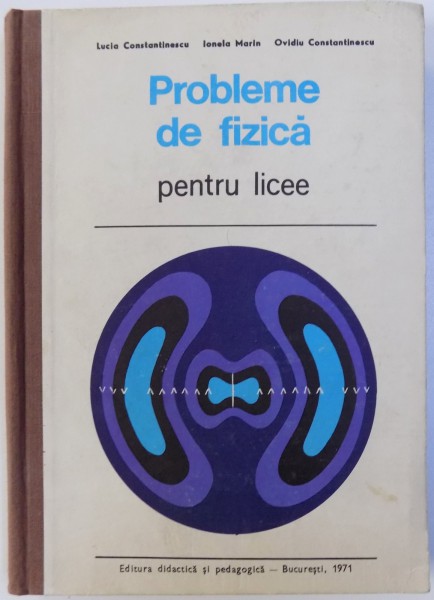 Lucia Constantinescu Ionela Marin Ovidiu Constantinescu
Probleme
de fizică
pentru licee
Editura didactică și pedagogică — București, 1971